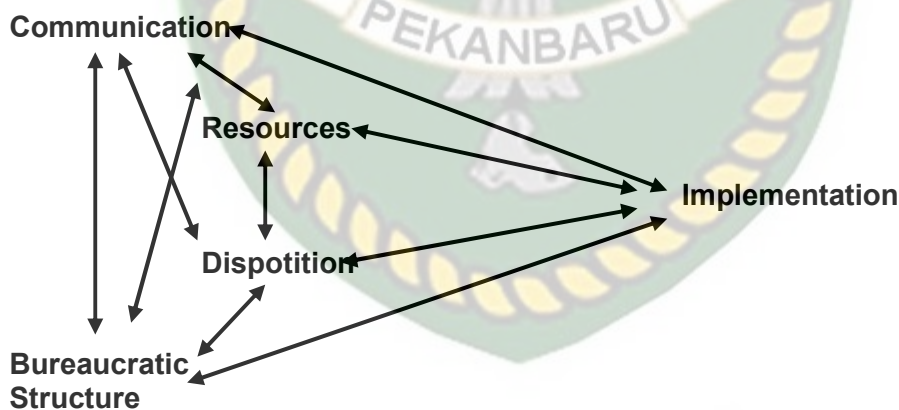 PEKANBARU
Communication
Resources
Implementation
Dispotition
Bureaucratic
Structure